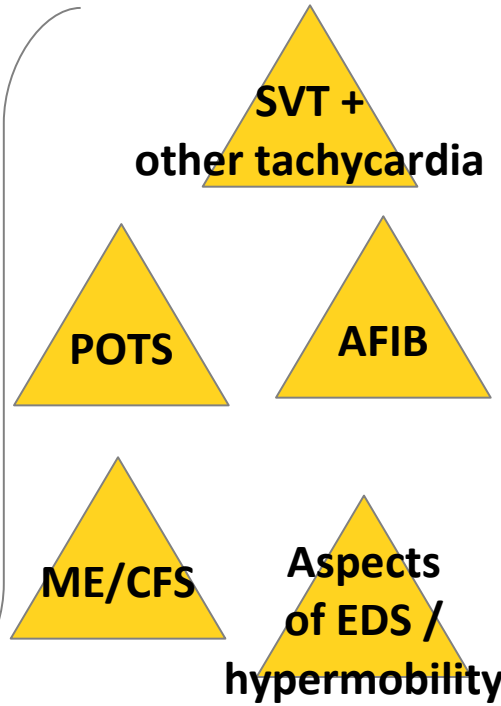 SVT +
other tachycardia
POTS
AFIB
ME/CFS
Aspects
of EDS /
hypermobility